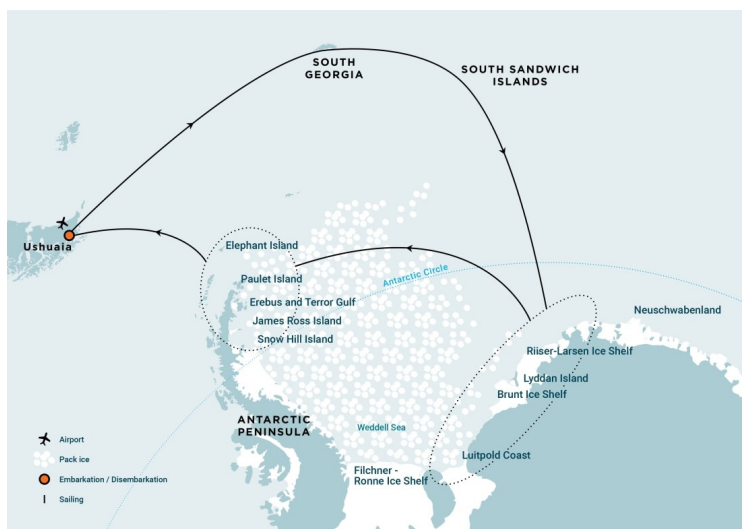 SOUTH
GEORGIA
SOUTH SANDWICH
ISLANDS
Ushuaia
Elephant Island
Paulet Island
Antarctic Circle
Erebus and Terror Gulf
James Ross Island
Snow Hill Island
Neuschwabenland
Riiser-Larsen Ice Shelf
Lyddan Island
Brunt Ice Shelf
ANTARCTIC
PENINSULA
Weddell Sea
Luitpold Coast
Filchner -
Ronne Ice Shelf
Airport
Pack ice
Embarkation / Disembarkation
Sailing